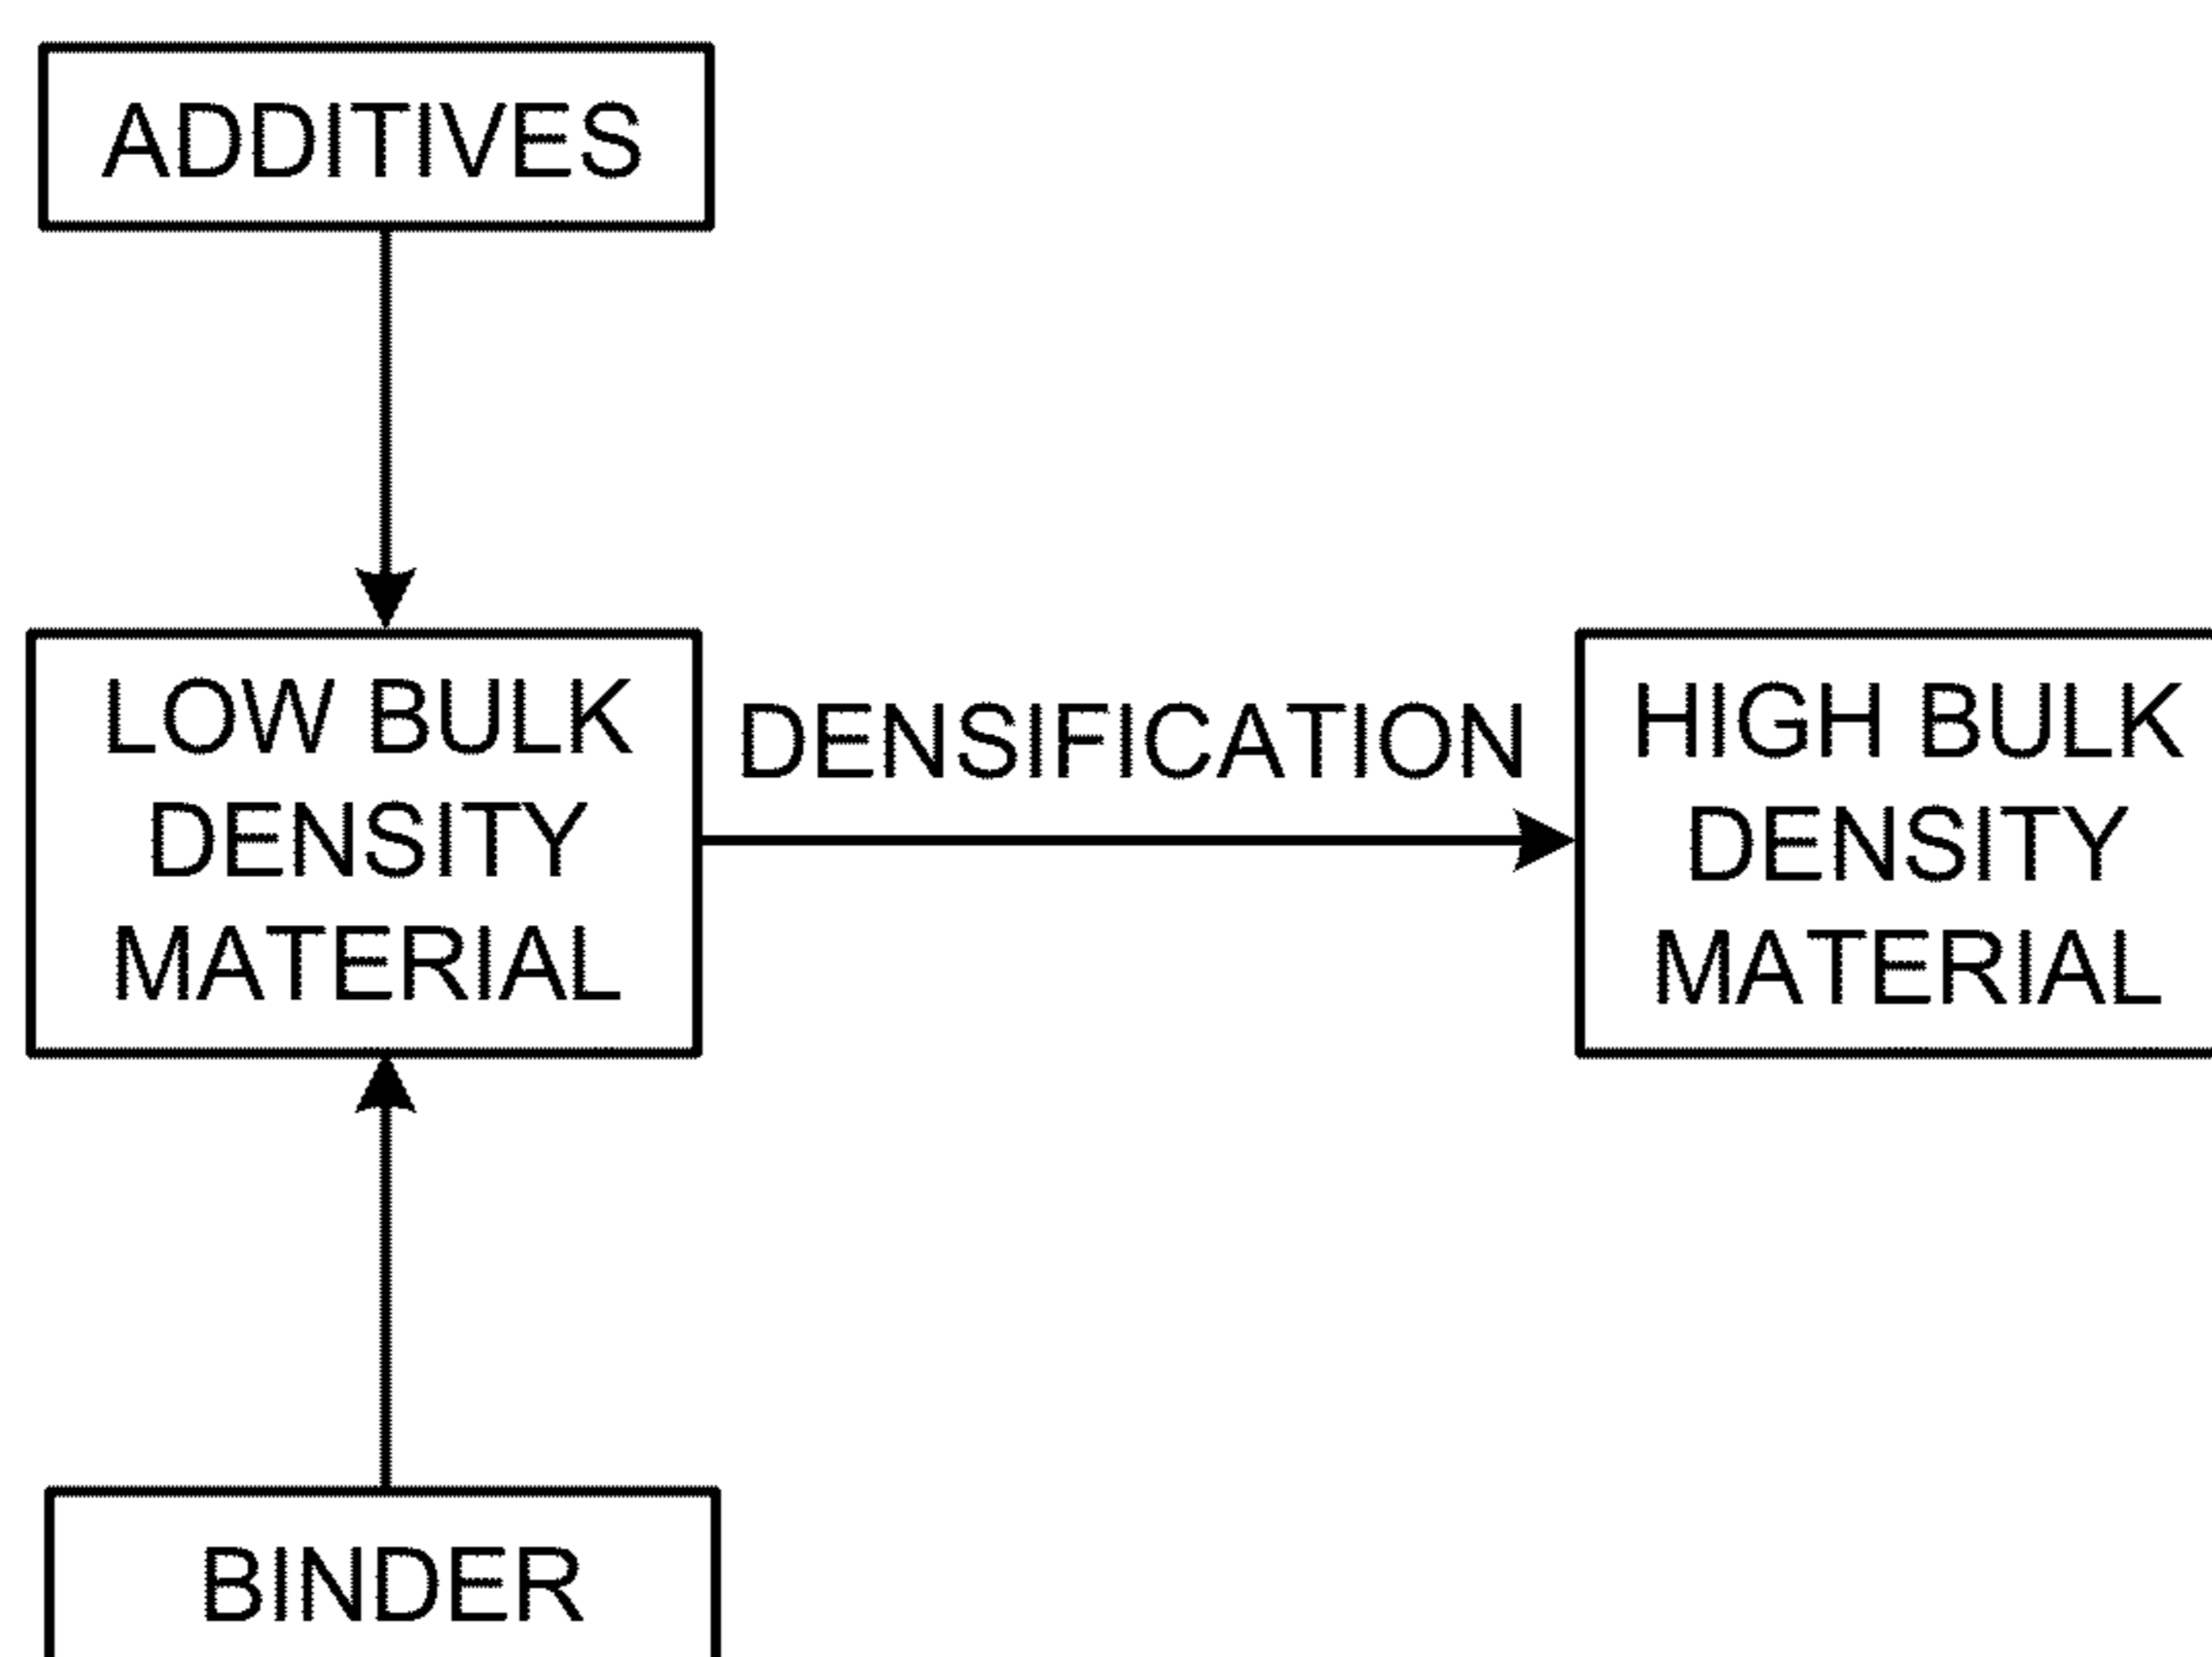 ADDITIVES
LOW BULK
DENSITY
MATERIAL
DENSIFICATION
HIGH BULK
DENSITY
MATERIAL
BINDER